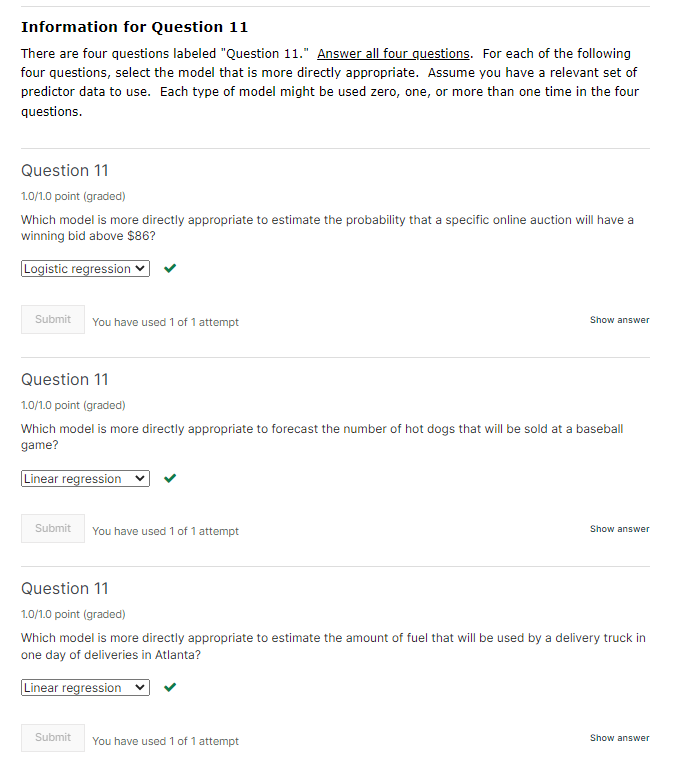 Information for Question 11
There are four questions labeled "Question 11."  Answer all four questions.  For each of the following
four questions, select the model that is more directly appropriate.  Assume you have a relevant set of
predictor data to use.  Each type of model might be used zero, one, or more than one time in the four
questions.
Question 11
1.0/1.0 point (graded)
Which model is more directly appropriate to estimate the probability that a specific online auction will have a
winning bid above $86?
Logistic regression
Submit You have used 1 of 1 attempt Show answer
Question 11
1.0/1.0 point (graded)
Which model is more directly appropriate to forecast the number of hot dogs that will be sold at a baseball
game?
Linear regression
Submit You have used 1 of 1 attempt Show answer
Question 11
1.0/1.0 point (graded)
Which model is more directly appropriate to estimate the amount of fuel that will be used by a delivery truck in
one day of deliveries in Atlanta?
Linear regression
Submit You have used 1 of 1 attempt Show answer